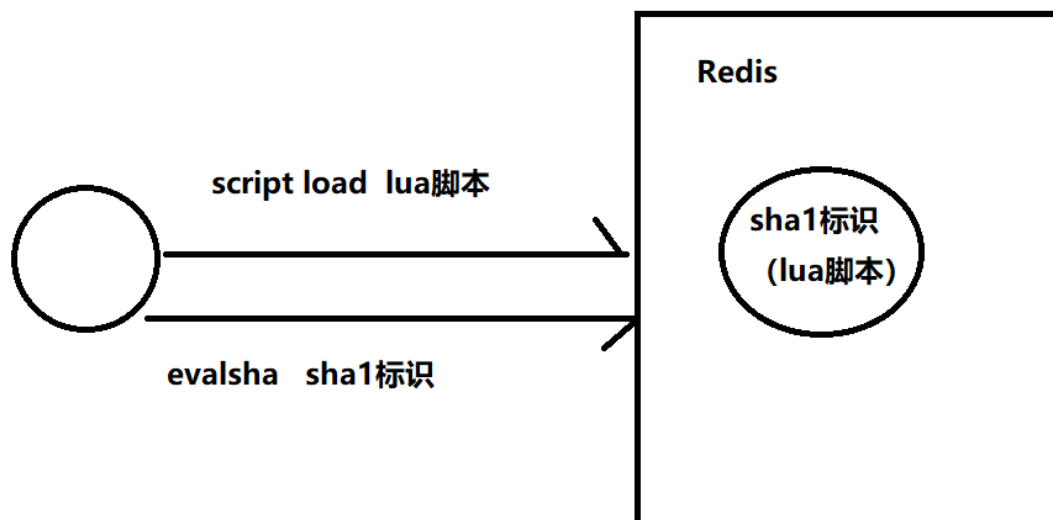 Redis
script load  lua脚本
sha1标识
（lua脚本）
evalsha   sha1标识